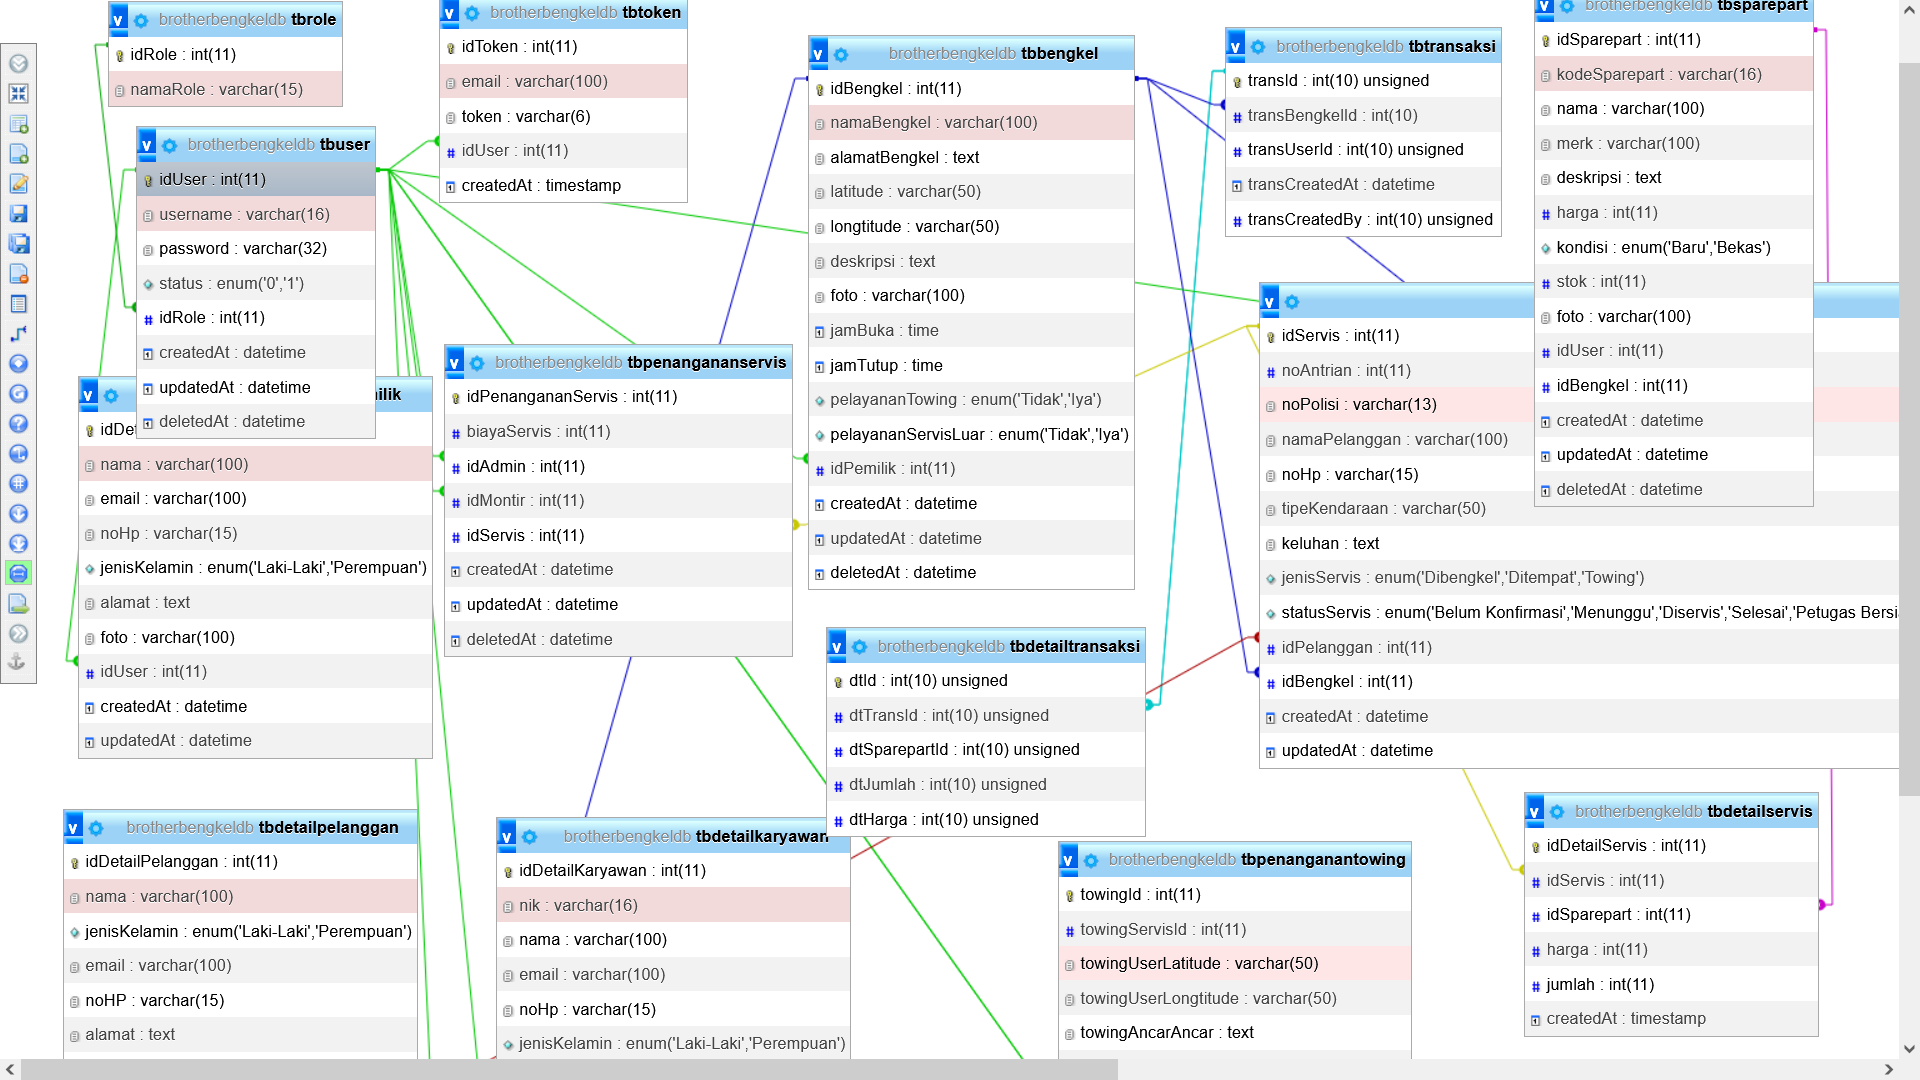 brotherbengkeldb tbrole
idRole : int(11)
namaRole : varchar(15)
brotherbengkeldb tbuser
idUser : int(11)
username : varchar(16)
password : varchar(32)
status : enum('0','1')
idRole : int(11)
createdAt : datetime
updatedAt : datetime
deletedAt : datetime
ilik
idDet
nama : varchar(100)
email : varchar(100)
noHp : varchar(15)
jenisKelamin : enum('Laki-Laki','Perempuan')
alamat : text
foto : varchar(100)
idUser : int(11)
createdAt : datetime
updatedAt : datetime
brotherbengkeldb tbdetailpelanggan
idDetailPelanggan : int(11)
nama : varchar(100)
jenisKelamin : enum('Laki-Laki','Perempuan')
email : varchar(100)
noHP : varchar(15)
alamat : text
brotherbengkeldb tbtoken
idToken : int(11)
email : varchar(100)
token : varchar(6)
idUser : int(11)
createdAt : timestamp
brotherbengkeldb tbpenangananservis
idPenangananServis : int(11)
biayaServis : int(11)
idAdmin : int(11)
idMontir : int(11)
idServis : int(11)
createdAt : datetime
updatedAt : datetime
deletedAt : datetime
brotherbengkeldb tbdetailkaryawan
idDetailKaryawan : int(11)
nik : varchar(16)
nama : varchar(100)
email : varchar(100)
noHp : varchar(15)
jenisKelamin : enum('Laki-Laki','Perempuan')
brotherbengkeldb tbbengkel
idBengkel : int(11)
namaBengkel : varchar(100)
alamatBengkel : text
latitude : varchar(50)
longtitude : varchar(50)
deskripsi : text
foto : varchar(100)
jamBuka : time
jamTutup : time
pelayananTowing : enum('Tidak','Iya')
pelayananServisLuar : enum('Tidak','Iya')
idPemilik : int(11)
createdAt : datetime
updatedAt : datetime
deletedAt : datetime
brotherbengkeldb tbdetailtransaksi
dtId : int(10) unsigned
dtTransId : int(10) unsigned
dtSparepartId : int(10) unsigned
dtJumlah : int(10) unsigned
dtHarga : int(10) unsigned
brotherbengkeldb tbpenanganantowing
towingId : int(11)
towingServisId : int(11)
towingUserLatitude : varchar(50)
towingUserLongtitude : varchar(50)
towingAncarAncar : text
brotherbengkeldb tbtransaksi
transId : int(10) unsigned
transBengkelId : int(10)
transUserId : int(10) unsigned
transCreatedAt : datetime
transCreatedBy : int(10) unsigned
idServis : int(11)
noAntrian : int(11)
noPolisi : varchar(13)
namaPelanggan : varchar(100)
noHp : varchar(15)
tipeKendaraan : varchar(50)
keluhan : text
jenisServis : enum('Dibengkel','Ditempat','Towing')
statusServis : enum('Belum Konfirmasi','Menunggu','Diservis','Selesai','Petugas Bersi
idPelanggan : int(11)
idBengkel : int(11)
createdAt : datetime
updatedAt : datetime
brotherbengkeldb tbsparepart
idSparepart : int(11)
kodeSparepart : varchar(16)
nama : varchar(100)
merk : varchar(100)
deskripsi : text
harga : int(11)
kondisi : enum('Baru','Bekas')
stok : int(11)
foto : varchar(100)
idUser : int(11)
idBengkel : int(11)
createdAt : datetime
updatedAt : datetime
deletedAt : datetime
brotherbengkeldb tbdetailservis
idDetailServis : int(11)
idServis : int(11)
idSparepart : int(11)
harga : int(11)
jumlah : int(11)
createdAt : timestamp